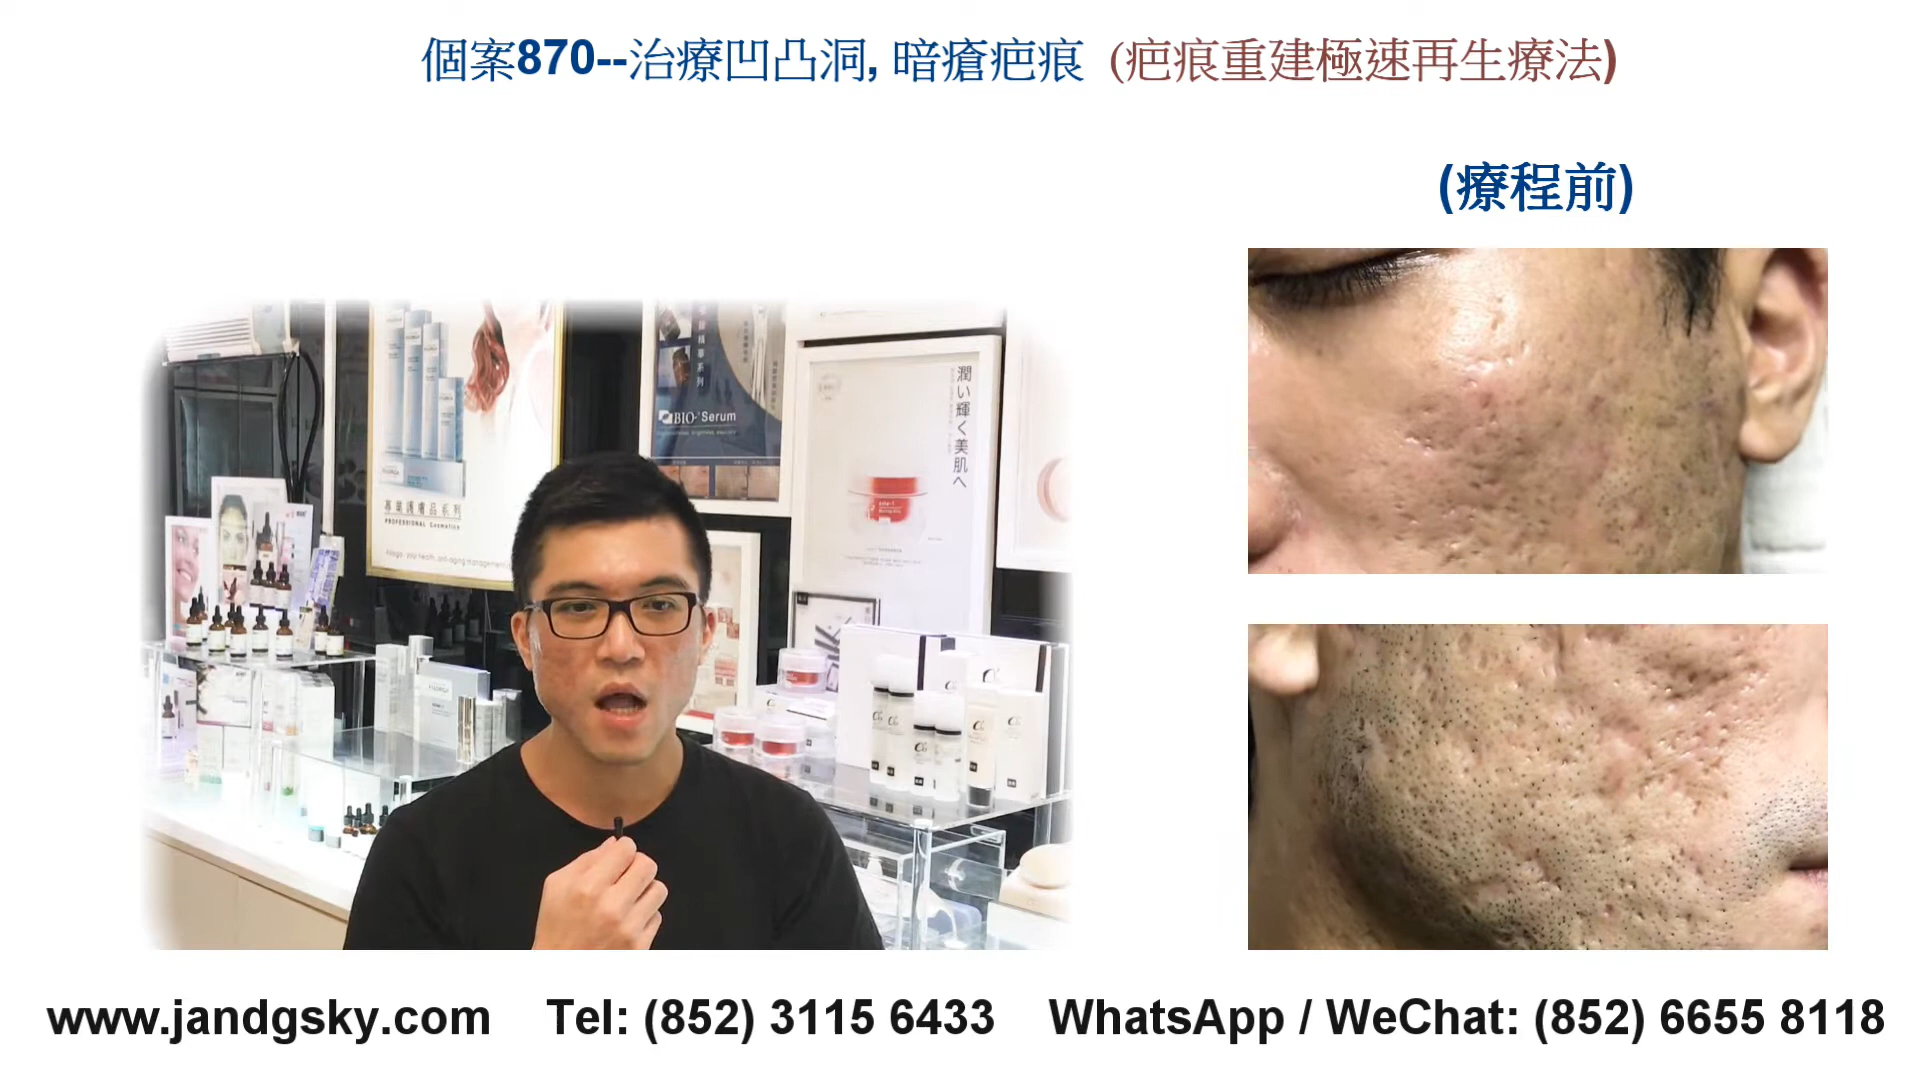 個案870--治療凹凸洞, 暗瘡疤痕 (疤痕重建極速再生療法)
(療程前)
BIO+ Serum
潤い輝く美肌へ
專業護膚品系列
PROFESSIONAL Cosmetics
www.jandgsky.com Tel: (852) 3115 6433 WhatsApp / WeChat: (852) 6655 8118